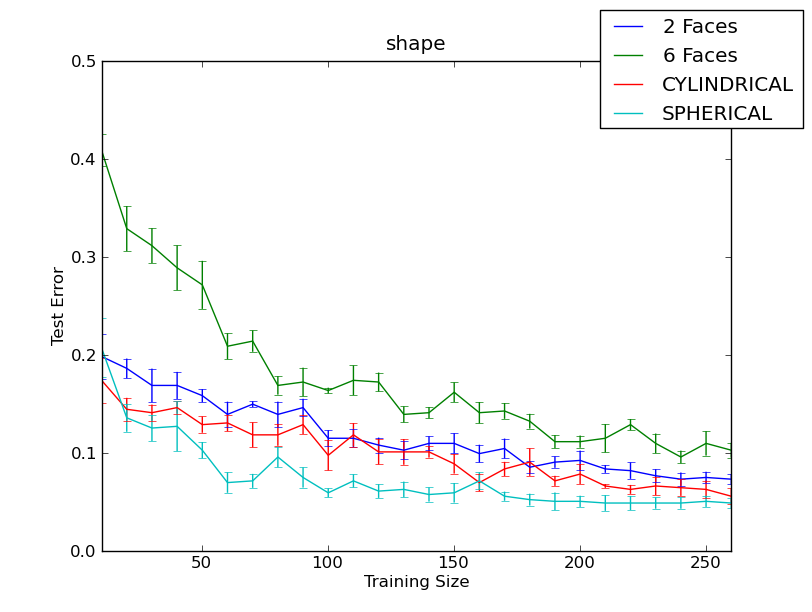 shape
2 Faces
6 Faces
CYLINDRICAL
SPHERICAL
0.5
0.4
0.3
0.2
0.1
0.0
Test Error
50
100
150
200
250
Training Size